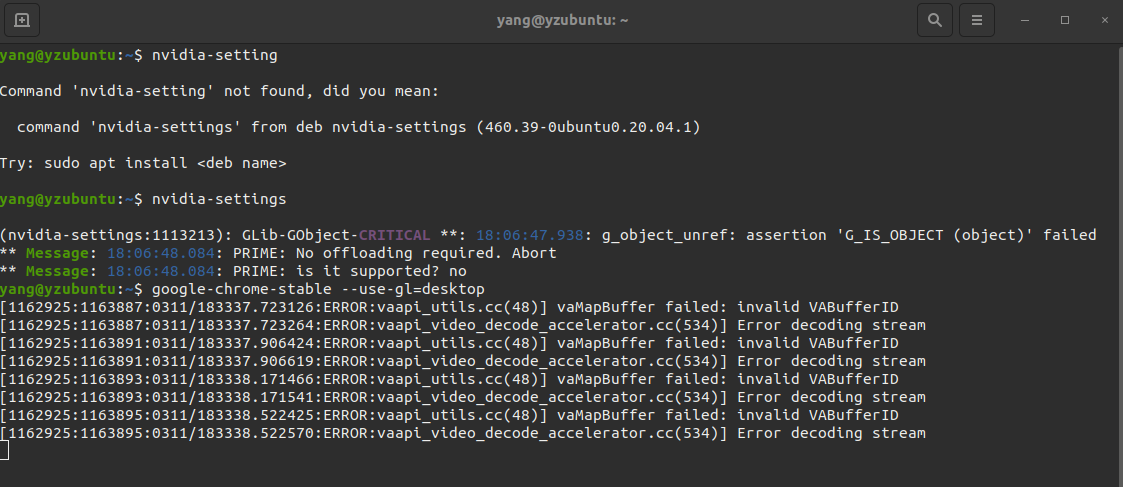 yang@yzubuntu: ~
yang@yzubuntu:~$ nvidia-setting
Command 'nvidia-setting' not found, did you mean:
command 'nvidia-settings' from deb nvidia-settings (460.39-0ubuntu0.20.04.1)
Try: sudo apt install <deb name>
yang@yzubuntu:~$ nvidia-settings
(nvidia-settings:1113213): GLib-GObject-CRITICAL **: 18:06:47.938: g_object_unref: assertion 'G_IS_OBJECT (object)' failed
** Message: 18:06:48.084: PRIME: No offloading required. Abort
** Message: 18:06:48.084: PRIME: is it supported? no
yang@yzubuntu:~$ google-chrome-stable --use-gl=desktop
[1162925:1163887:0311/183337.723126:ERROR:vaapi_utils.cc(48)] vaMapBuffer failed: invalid VABufferID
[1162925:1163887:0311/183337.723264:ERROR:vaapi_video_decode_accelerator.cc(534)] Error decoding stream
[1162925:1163891:0311/183337.906424:ERROR:vaapi_utils.cc(48)] vaMapBuffer failed: invalid VABufferID
[1162925:1163891:0311/183337.906619:ERROR:vaapi_video_decode_accelerator.cc(534)] Error decoding stream
[1162925:1163893:0311/183338.171466:ERROR:vaapi_utils.cc(48)] vaMapBuffer failed: invalid VABufferID
[1162925:1163893:0311/183338.171541:ERROR:vaapi_video_decode_accelerator.cc(534)] Error decoding stream
[1162925:1163895:0311/183338.522425:ERROR:vaapi_utils.cc(48)] vaMapBuffer failed: invalid VABufferID
[1162925:1163895:0311/183338.522570:ERROR:vaapi_video_decode_accelerator.cc(534)] Error decoding stream